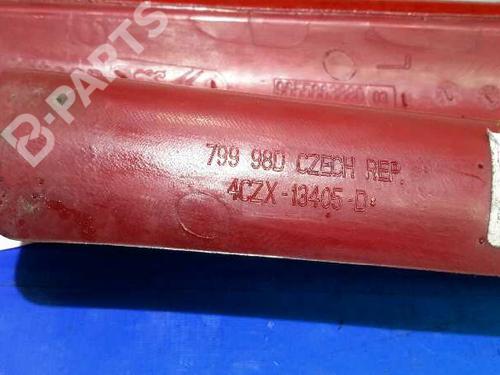 B-PARTS
799 98D CZECH REP.
4CZX-13405-D